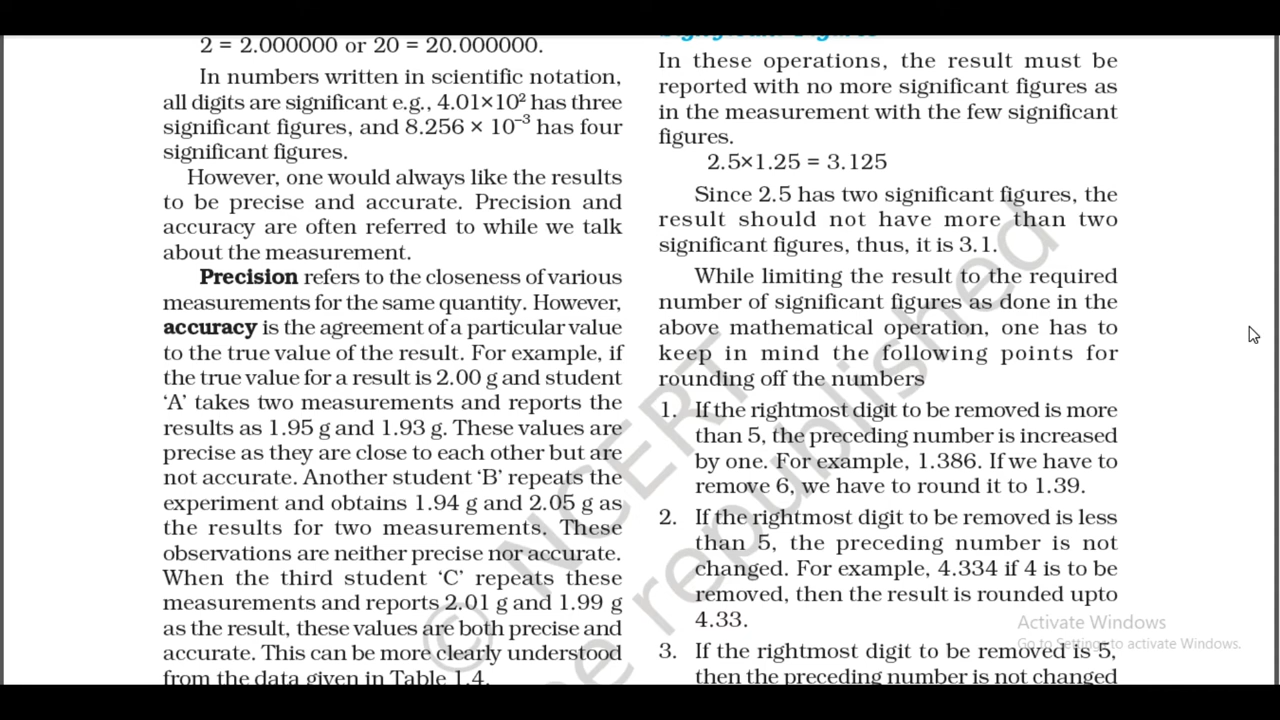 2 = 2.000000 or 20 = 20.000000.
In numbers written in scientific notation,
all digits are significant e.g., 4.01×10² has three
significant figures, and 8.256 × 10⁻³ has four
significant figures.
However, one would always like the results
to be precise and accurate. Precision and
accuracy are often referred to while we talk
about the measurement.
Precision refers to the closeness of various
measurements for the same quantity. However,
accuracy is the agreement of a particular value
to the true value of the result. For example, if
the true value for a result is 2.00 g and student
‘A’ takes two measurements and reports the
results as 1.95 g and 1.93 g. These values are
precise as they are close to each other but are
not accurate. Another student ‘B’ repeats the
experiment and obtains 1.94 g and 2.05 g as
the results for two measurements. These
observations are neither precise nor accurate.
When the third student ‘C’ repeats these
measurements and reports 2.01 g and 1.99 g
as the result, these values are both precise and
accurate. This can be more clearly understood
from the data given in Table 1.4.
In these operations, the result must be
reported with no more significant figures as
in the measurement with the few significant
figures.
2.5×1.25 = 3.125
Since 2.5 has two significant figures, the
result should not have more than two
significant figures, thus, it is 3.1.
While limiting the result to the required
number of significant figures as done in the
above mathematical operation, one has to
keep in mind the following points for
rounding off the numbers
1. If the rightmost digit to be removed is more
than 5, the preceding number is increased
by one. For example, 1.386. If we have to
remove 6, we have to round it to 1.39.
2. If the rightmost digit to be removed is less
than 5, the preceding number is not
changed. For example, 4.334 if 4 is to be
removed, then the result is rounded upto
4.33.
3. If the rightmost digit to be removed is 5,
then the preceding number is not changed
© NCERT
be republished
Activate Windows
Go to Settings to activate Windows.